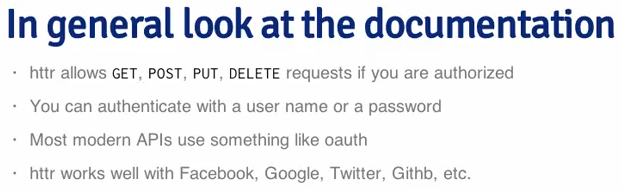 In general look at the documentation
· httr allows GET, POST, PUT, DELETE requests if you are authorized
· You can authenticate with a user name or a password
· Most modern APIs use something like oauth
· httr works well with Facebook, Google, Twitter, Githb, etc.